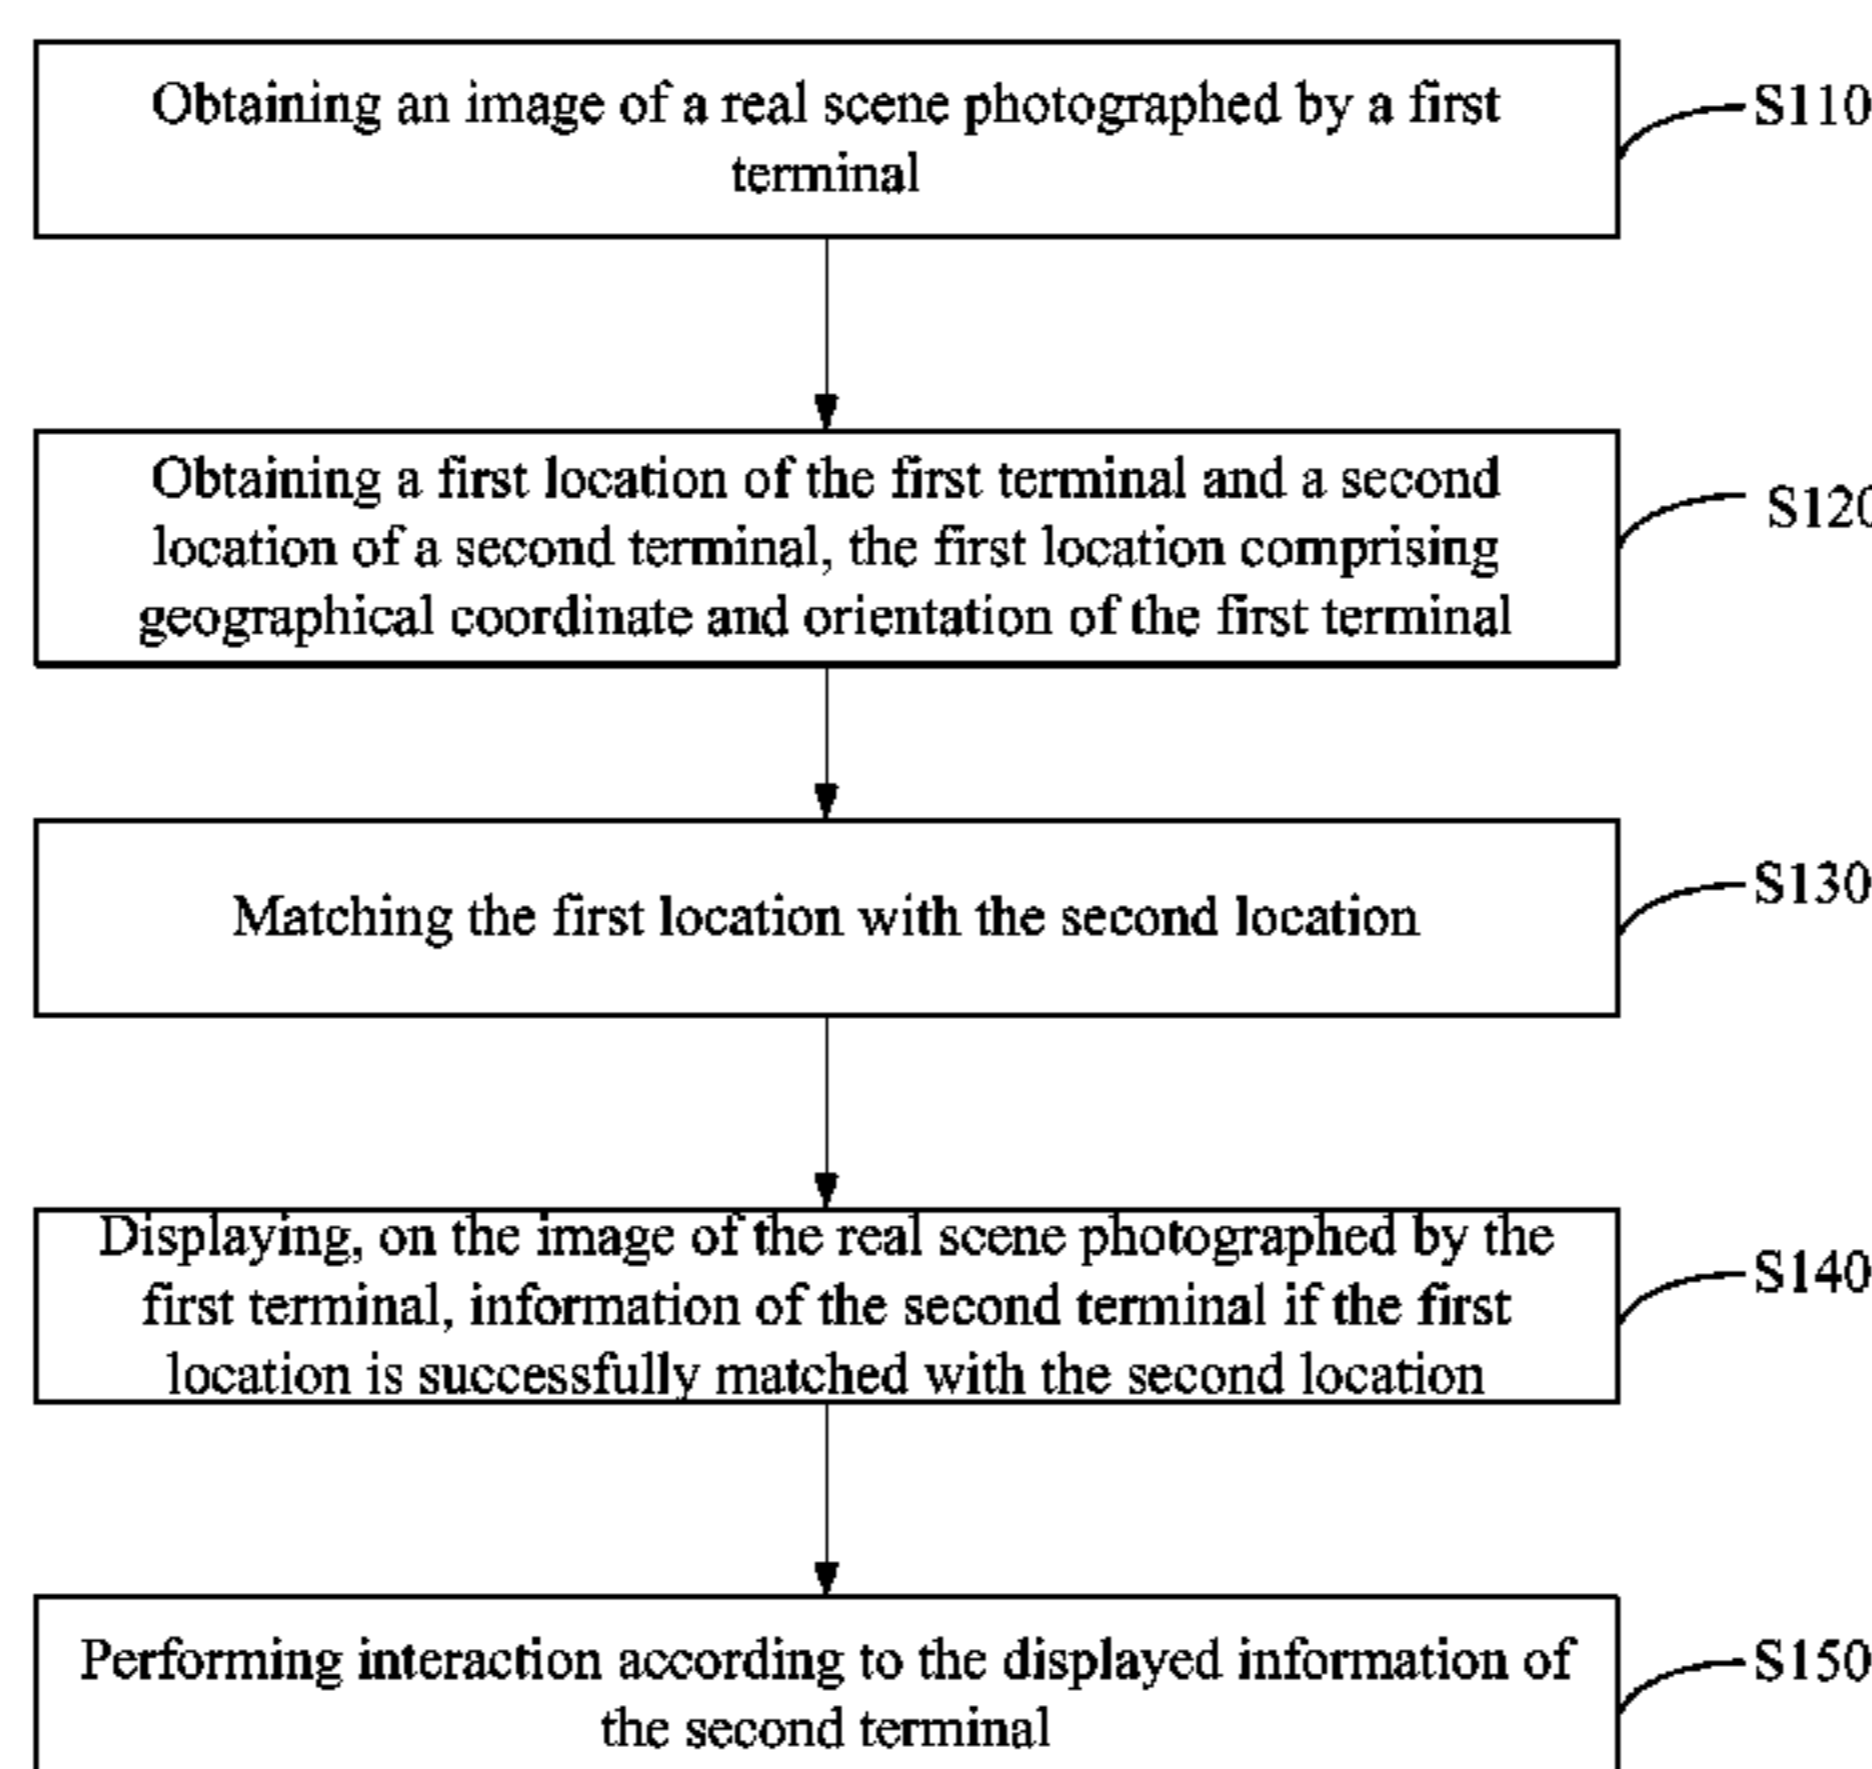 Obtaining an image of a real scene photographed by a first
terminal
S110
Obtaining a first location of the first terminal and a second
location of a second terminal, the first location comprising
geographical coordinate and orientation of the first terminal
S120
Matching the first location with the second location
S130
Displaying, on the image of the real scene photographed by the
first terminal, information of the second terminal if the first
location is successfully matched with the second location
S140
Performing interaction according to the displayed information of
the second terminal
S150